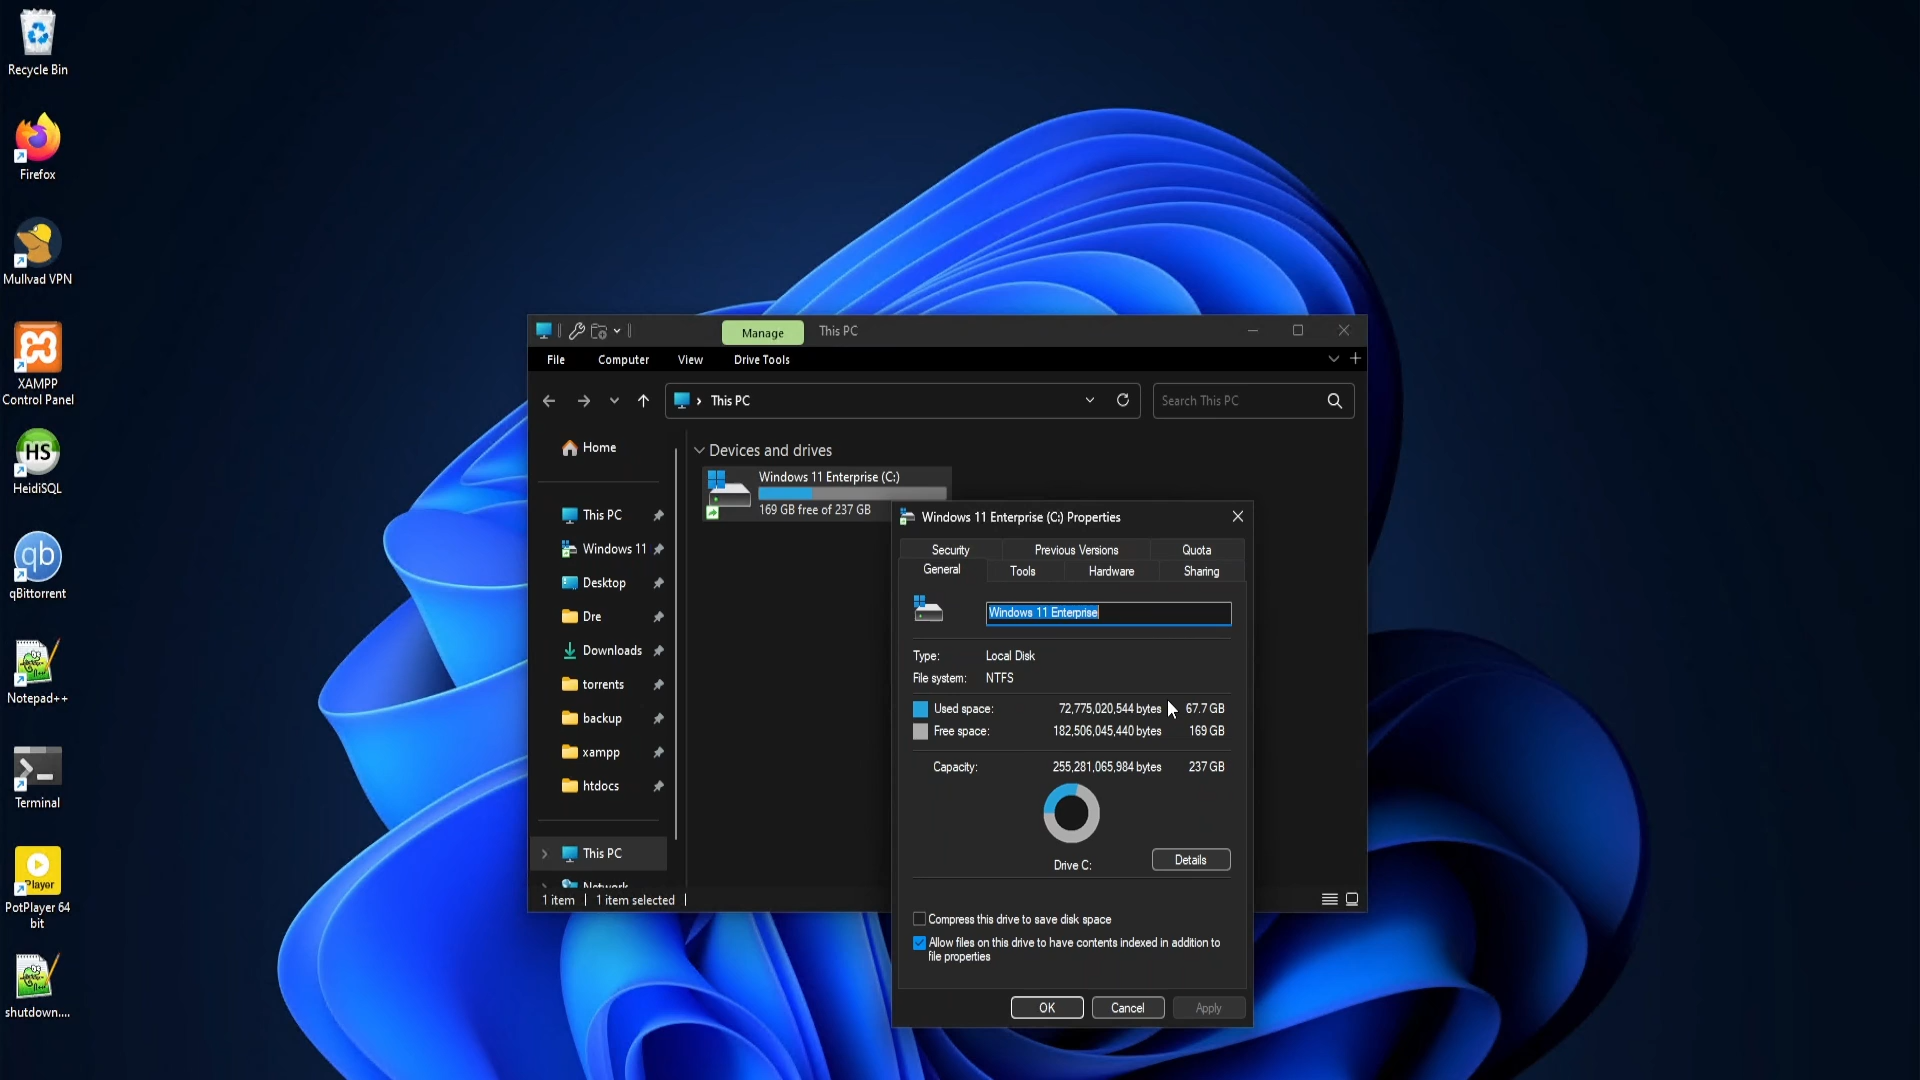 Recycle Bin
Firefox
Mullvad VPN
XAMPP
Control Panel
HS
HeidiSQL
qb
qBittorrent
Notepad++
Terminal
Player
PotPlayer 64
bit
shutdown....
Manage
This PC
File
Computer
View
Drive Tools
This PC
Search This PC
Home
This PC
Windows 11
Desktop
Dre
Downloads
torrents
backup
xampp
htdocs
This PC
Network
Devices and drives
Windows 11 Enterprise (C:)
169 GB free of 237 GB
1 item
1 item selected
Windows 11 Enterprise (C:) Properties
Security
Previous Versions
Quota
General
Tools
Hardware
Sharing
Windows 11 Enterprise
Type: Local Disk
File system: NTFS
Used space: 72,775,020,544 bytes 67.7 GB
Free space: 182,506,045,440 bytes 169 GB
Capacity: 255,281,065,984 bytes 237 GB
Drive C:
Details
Compress this drive to save disk space
Allow files on this drive to have contents indexed in addition to
file properties
OK
Cancel
Apply